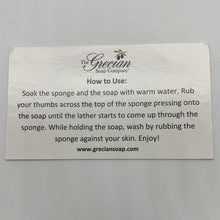 The Grecian
Soap Company
How to Use:
Soak the sponge and the soap with warm water. Rub
your thumbs across the top of the sponge pressing onto
the soap until the lather starts to come up through the
sponge. While holding the soap, wash by rubbing the
sponge against your skin. Enjoy!
www.greciansoap.com